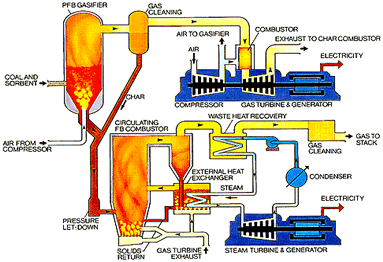 PFB GASIFIER
GAS
CLEANING
COMBUSTOR
AIR TO GASIFIER
EXHAUST TO CHAR COMBUSTOR
AIR
ELECTRICITY
COAL AND
SORBENT
CHAR
COMPRESSOR
GAS TURBINE & GENERATOR
AIR FROM
COMPRESSOR
CIRCULATING
FB COMBUSTOR
WASTE HEAT RECOVERY
GAS
CLEANING
GAS TO
STACK
EXTERNAL HEAT
EXCHANGER
STEAM
CONDENSER
ELECTRICITY
PRESSURE
LET-DOWN
SOLIDS
RETURN
GAS TURBINE
EXHAUST
STEAM TURBINE & GENERATOR